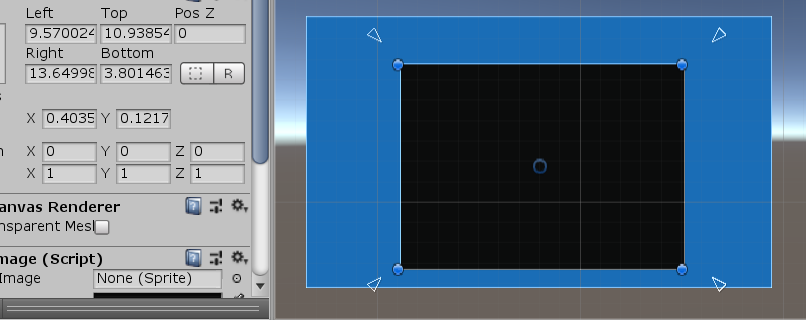 Left Top Pos Z
9.570024 10.93854 0
Right Bottom
13.64998 3.801463 R
X 0.4035 Y 0.1217
X 0 Y 0 Z 0
X 1 Y 1 Z 1
anvas Renderer
nsparent Mesl
mage (Script)
Image None (Sprite)